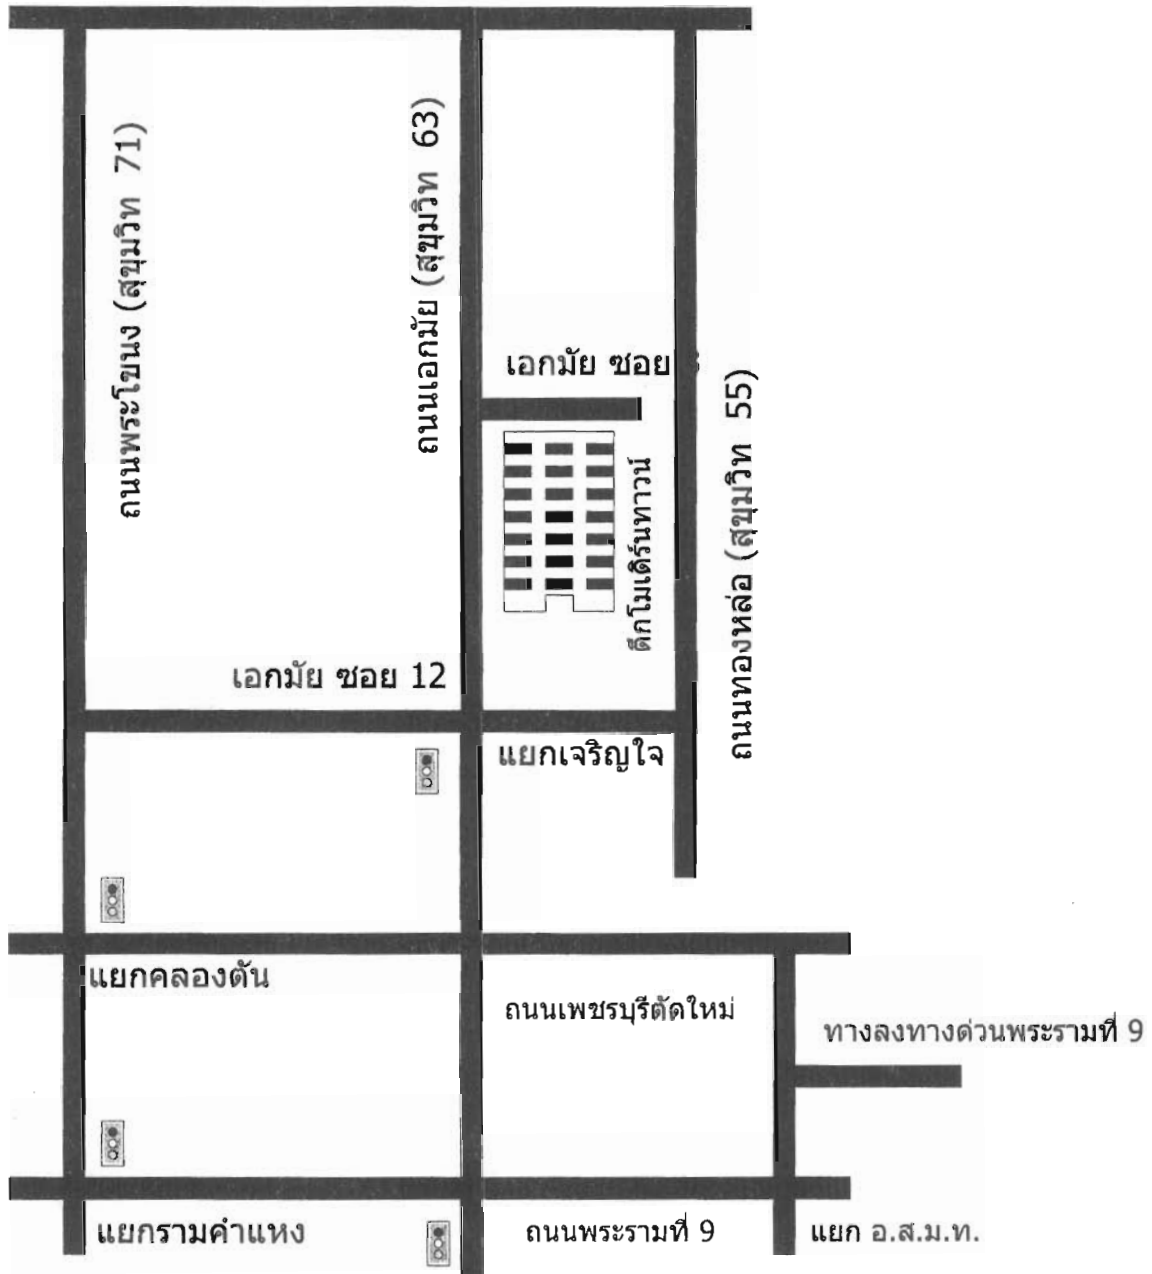 ถนนพระโขนง (สุขุมวิท 71)
ถนนเอกมัย (สุขุมวิท 63)
เอกมัย ซอย
ถนนทองหล่อ (สุขุมวิท 55)
ตึกโมเดิร์นทาวน์
เอกมัย ซอย 12
แยกเจริญใจ
แยกคลองตัน
ถนนเพชรบุรีตัดใหม่
ทางลงทางด่วนพระรามที่ 9
แยกรามคำแหง
ถนนพระรามที่ 9
แยก อ.ส.ม.ท.